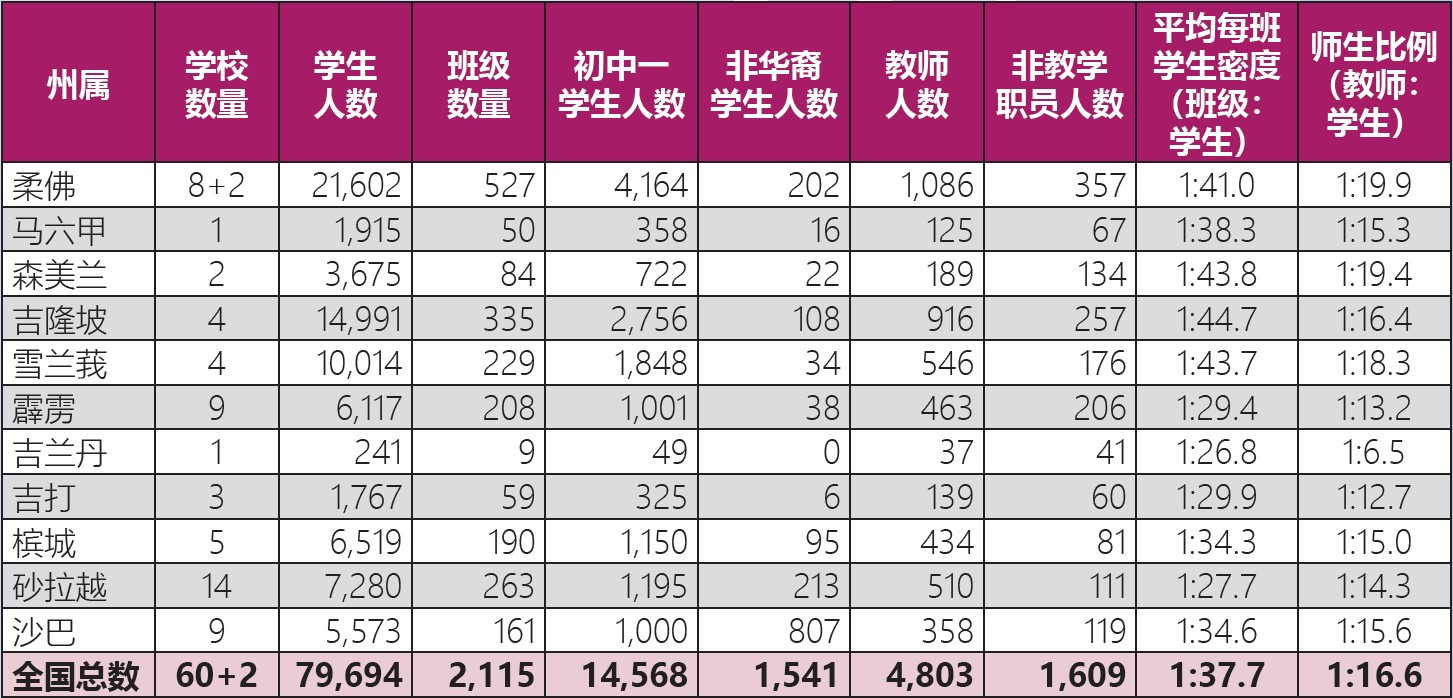 州属 学校数量 学生人数 班级数量 初中一学生人数 非华裔学生人数 教师人数 非教学职员人数 平均每班学生密度（班级：学生） 师生比例（教师：学生）
柔佛 8+2 21,602 527 4,164 202 1,086 357 1:41.0 1:19.9
马六甲 1 1,915 50 358 16 125 67 1:38.3 1:15.3
森美兰 2 3,675 84 722 22 189 134 1:43.8 1:19.4
吉隆坡 4 14,991 335 2,756 108 916 257 1:44.7 1:16.4
雪兰莪 4 10,014 229 1,848 34 546 176 1:43.7 1:18.3
霹雳 9 6,117 208 1,001 38 463 206 1:29.4 1:13.2
吉兰丹 1 241 9 49 0 37 41 1:26.8 1:6.5
吉打 3 1,767 59 325 6 139 60 1:29.9 1:12.7
槟城 5 6,519 190 1,150 95 434 81 1:34.3 1:15.0
砂拉越 14 7,280 263 1,195 213 510 111 1:27.7 1:14.3
沙巴 9 5,573 161 1,000 807 358 119 1:34.6 1:15.6
全国总数 60+2 79,694 2,115 14,568 1,541 4,803 1,609 1:37.7 1:16.6